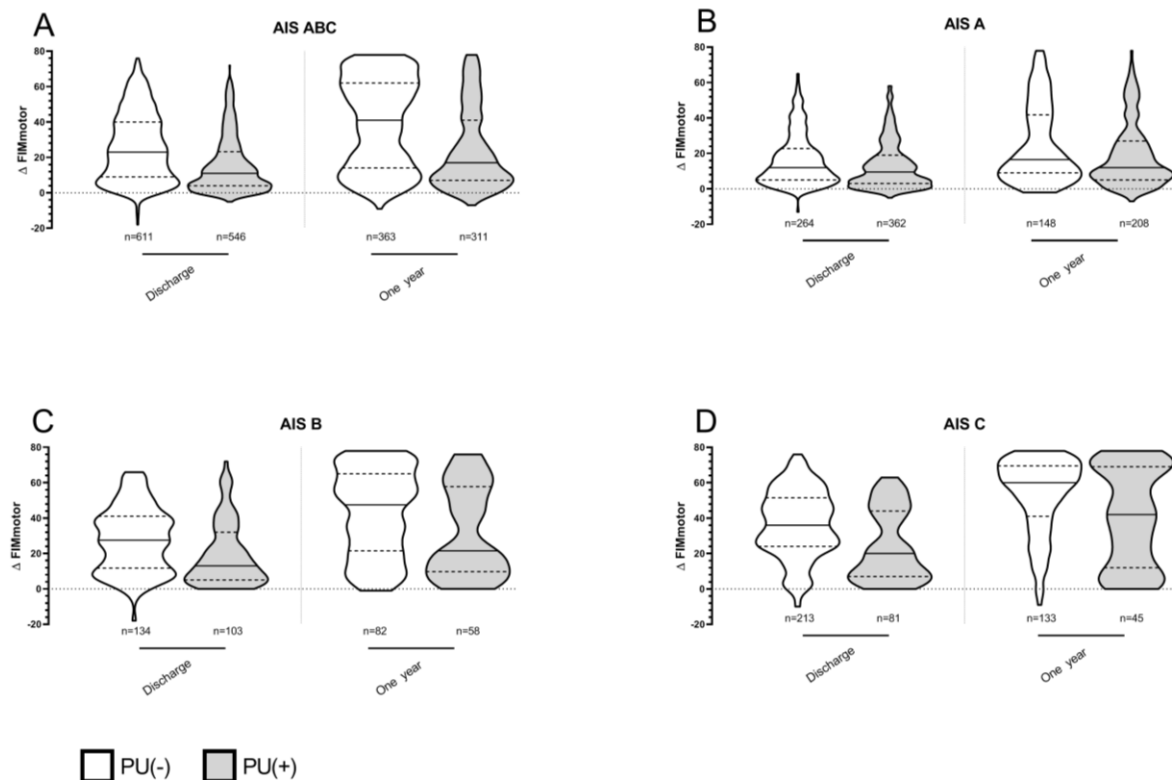 A
AIS ABC
Δ FIMmotor
80
60
40
20
0
-20
n=611 n=546 n=363 n=311
Discharge One year
B
AIS A
Δ FIMmotor
80
60
40
20
0
-20
n=264 n=362 n=148 n=208
Discharge One year
C
AIS B
Δ FIMmotor
80
60
40
20
0
-20
n=134 n=103 n=82 n=58
Discharge One year
D
AIS C
Δ FIMmotor
80
60
40
20
0
-20
n=213 n=81 n=133 n=45
Discharge One year
PU(-) PU(+)